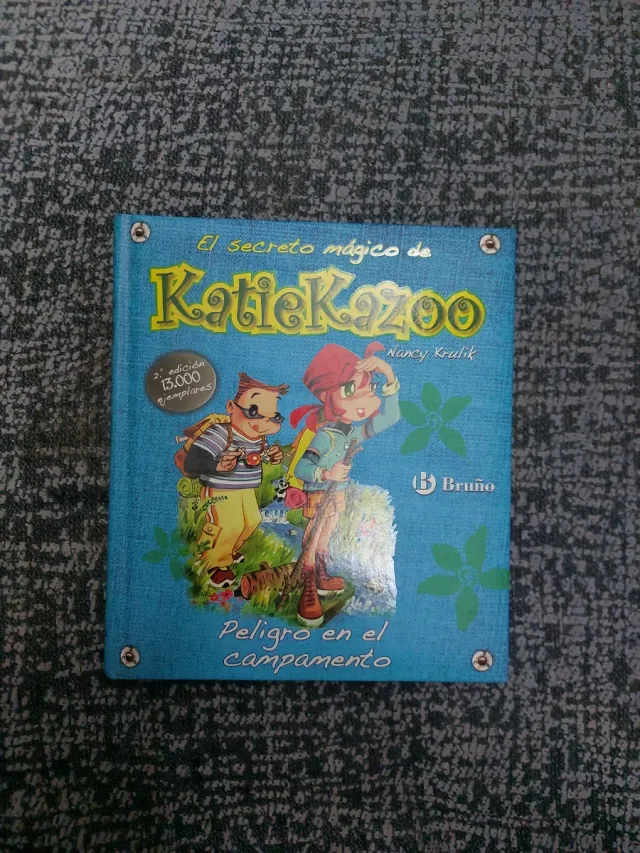 El secreto mágico de
KatieKazoo
Nancy Krulik
2.ª edición
13.000
ejemplares
B Bruño
Peligro en el
campamento